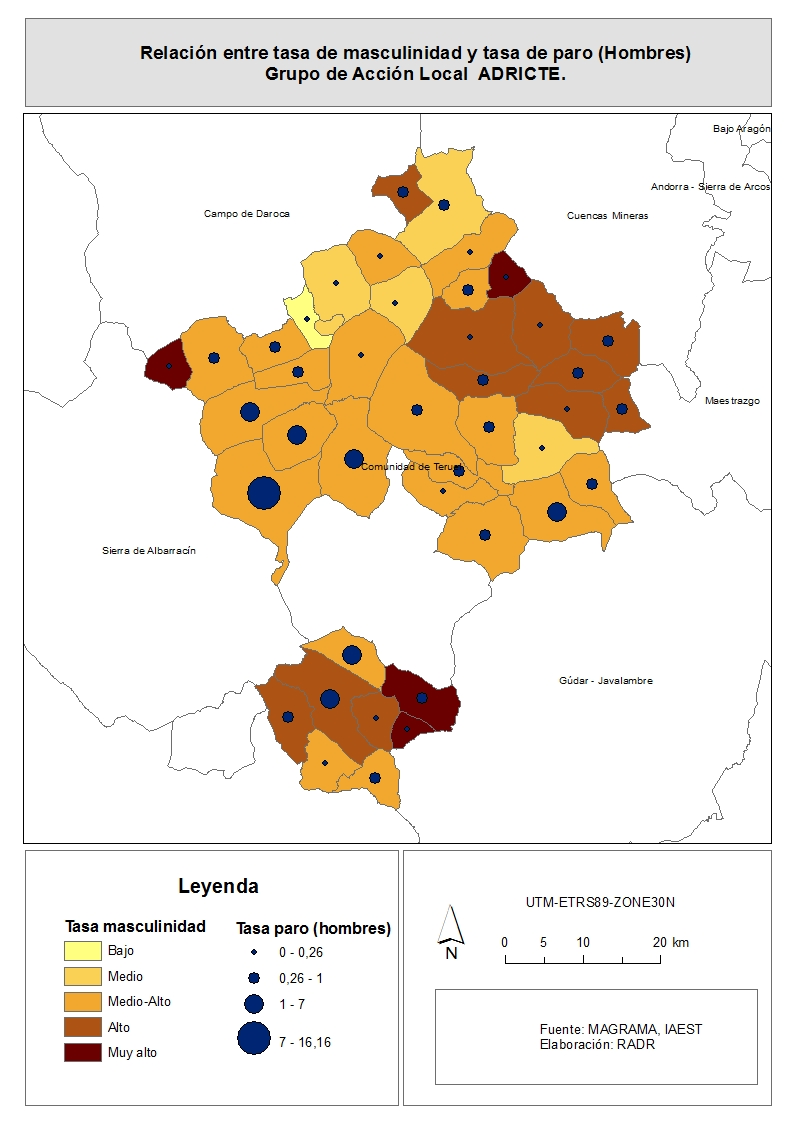 Relación entre tasa de masculinidad y tasa de paro (Hombres)
Grupo de Acción Local ADRICTE.
Bajo Aragón
Andorra - Sierra de Arcos
Campo de Daroca
Cuencas Mineras
Maestrazgo
Comunidad de Teruel
Sierra de Albarracín
Gúdar - Javalambre
Leyenda
Tasa masculinidad
Bajo
Medio
Medio-Alto
Alto
Muy alto
Tasa paro (hombres)
0 - 0,26
0,26 - 1
1 - 7
7 - 16,16
UTM-ETRS89-ZONE30N
N
0 5 10 20 km
Fuente: MAGRAMA, IAEST
Elaboración: RADR